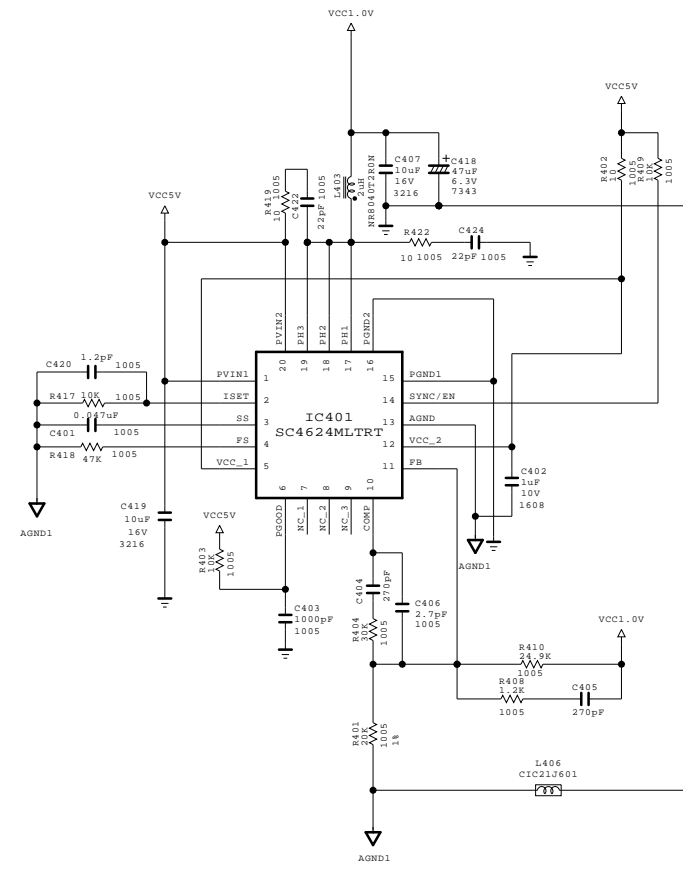 VCC1.0V
VCC5V
VCC5V
R419
10 1005
C422
22pF 1005
L403
2uH
NR8040T2R0N
C407
10uF
16V
3216
+
C418
47uF
6.3V
7343
R402
10
1005
R409
10K
1005
R422
10 1005
C424
22pF 1005
PVIN2
PH3
PH2
PH1
PGND2
20
19
18
17
16
PVIN1
1
ISET
2
SS
3
FS
4
VCC_1
5
15
PGND1
14
SYNC/EN
13
AGND
12
VCC_2
11
FB
IC401
SC4624MLTRT
6
7
8
9
10
PGOOD
NC_1
NC_2
NC_3
COMP
C420
1.2pF
1005
R417 10K 1005
0.047uF
C401 1005
R418 47K 1005
AGND1
C419
10uF
16V
3216
VCC5V
R403
10K
1005
C403
1000pF
1005
C402
1uF
10V
1608
AGND1
C404
270pF
C406
2.7pF
1005
R404
30K
1005
VCC1.0V
R410
24.9K
1005
R408
1.2K
1005
C405
270pF
R401
20K
1005
1%
L406
CIC21J601
AGND1